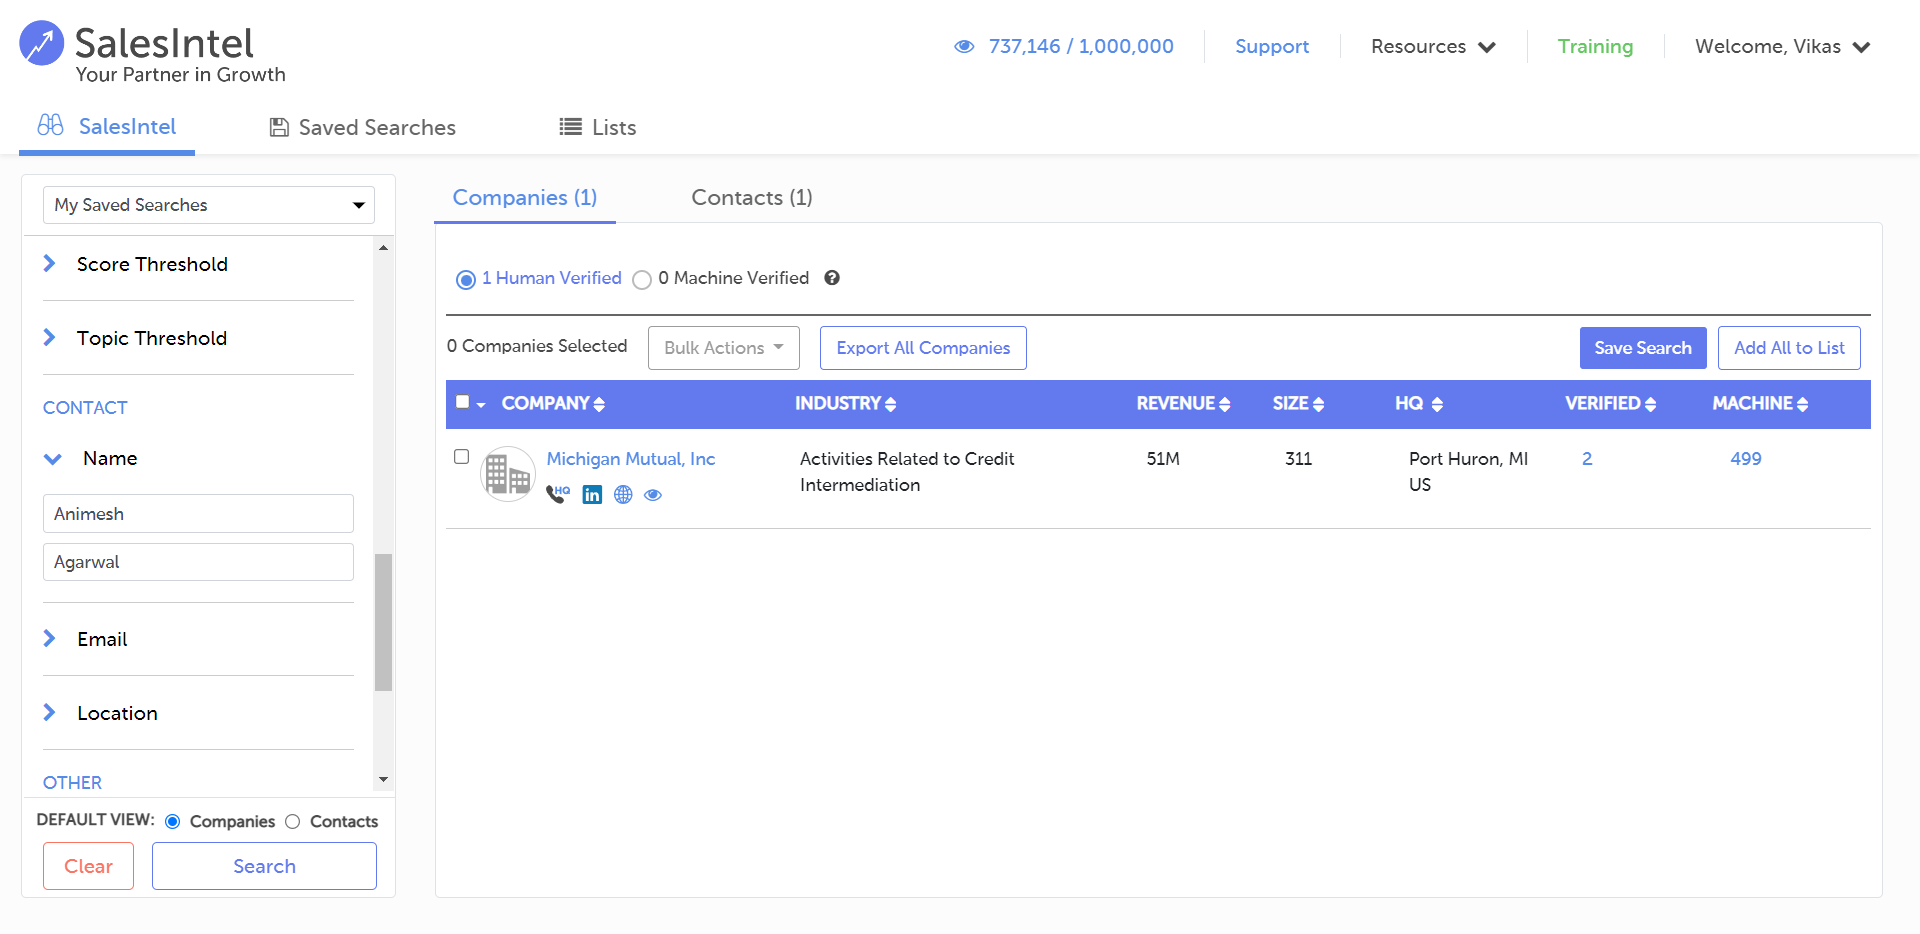 SalesIntel
Your Partner in Growth
737,146 / 1,000,000
Support
Resources
Training
Welcome, Vikas
SalesIntel
Saved Searches
Lists
My Saved Searches
Score Threshold
Topic Threshold
CONTACT
Name
Animesh
Agarwal
Email
Location
OTHER
DEFAULT VIEW: Companies Contacts
Clear
Search
Companies (1)
Contacts (1)
1 Human Verified 0 Machine Verified ?
0 Companies Selected
Bulk Actions
Export All Companies
Save Search
Add All to List
COMPANY INDUSTRY REVENUE SIZE HQ VERIFIED MACHINE
Michigan Mutual, Inc Activities Related to Credit 51M 311 Port Huron, MI 2 499
Intermediation US
HQ in